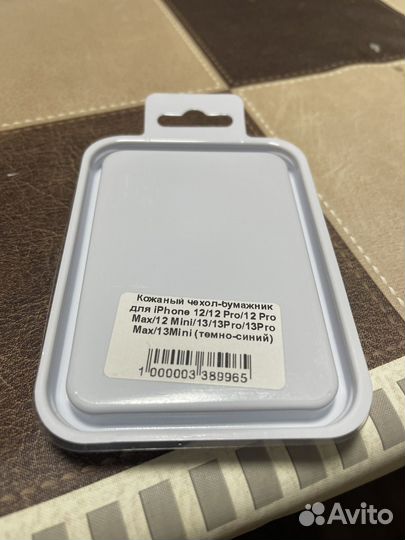 Кожаный чехол-бумажник
для iPhone 12/12 Pro/12 Pro
Max/12 Mini/13/13Pro/13Pro
Max/13Mini (темно-синий)
1 000003 389965
Avito